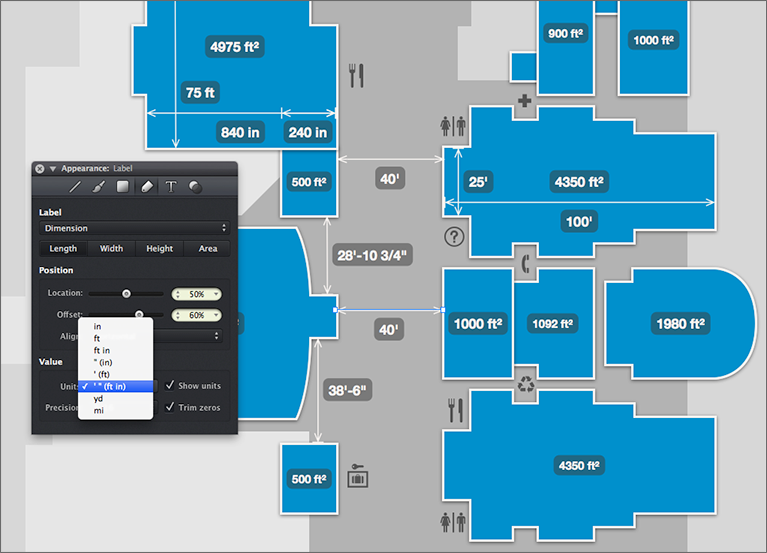 4975 ft²
75 ft
840 in
240 in
500 ft²
900 ft²
1000 ft²
40'
25'
4350 ft²
100'
?
28'-10 3/4"
40'
1000 ft²
1092 ft²
1980 ft²
38'-6"
500 ft²
4350 ft²
Appearance: Label
T
Label
Dimension
Length Width Height Area
Position
Location: 50%
Offset: 60%
in
ft
ft in
" (in)
' (ft)
✓ ' " (ft in)
yd
mi
Value
Show units
Precision
Trim zeros